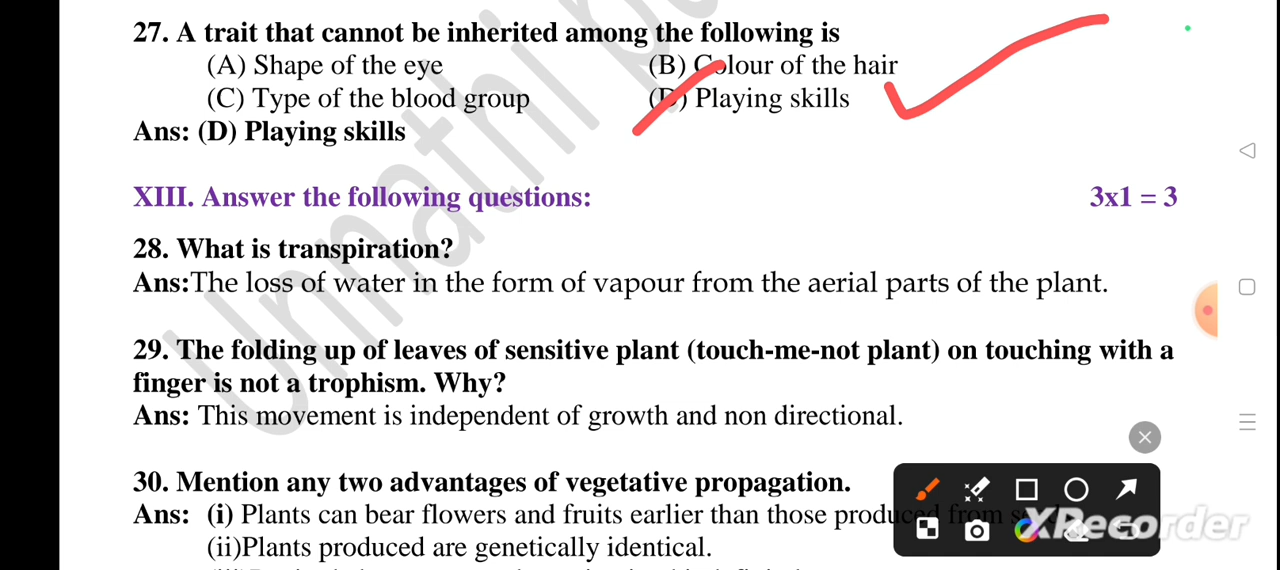 27. A trait that cannot be inherited among the following is
(A) Shape of the eye (B) Colour of the hair
(C) Type of the blood group (D) Playing skills
Ans: (D) Playing skills
XIII. Answer the following questions: 3x1 = 3
28. What is transpiration?
Ans:The loss of water in the form of vapour from the aerial parts of the plant.
29. The folding up of leaves of sensitive plant (touch-me-not plant) on touching with a
finger is not a trophism. Why?
Ans: This movement is independent of growth and non directional.
30. Mention any two advantages of vegetative propagation.
Ans: (i) Plants can bear flowers and fruits earlier than those produced from
(ii)Plants produced are genetically identical.
XRecorder
Unnathi